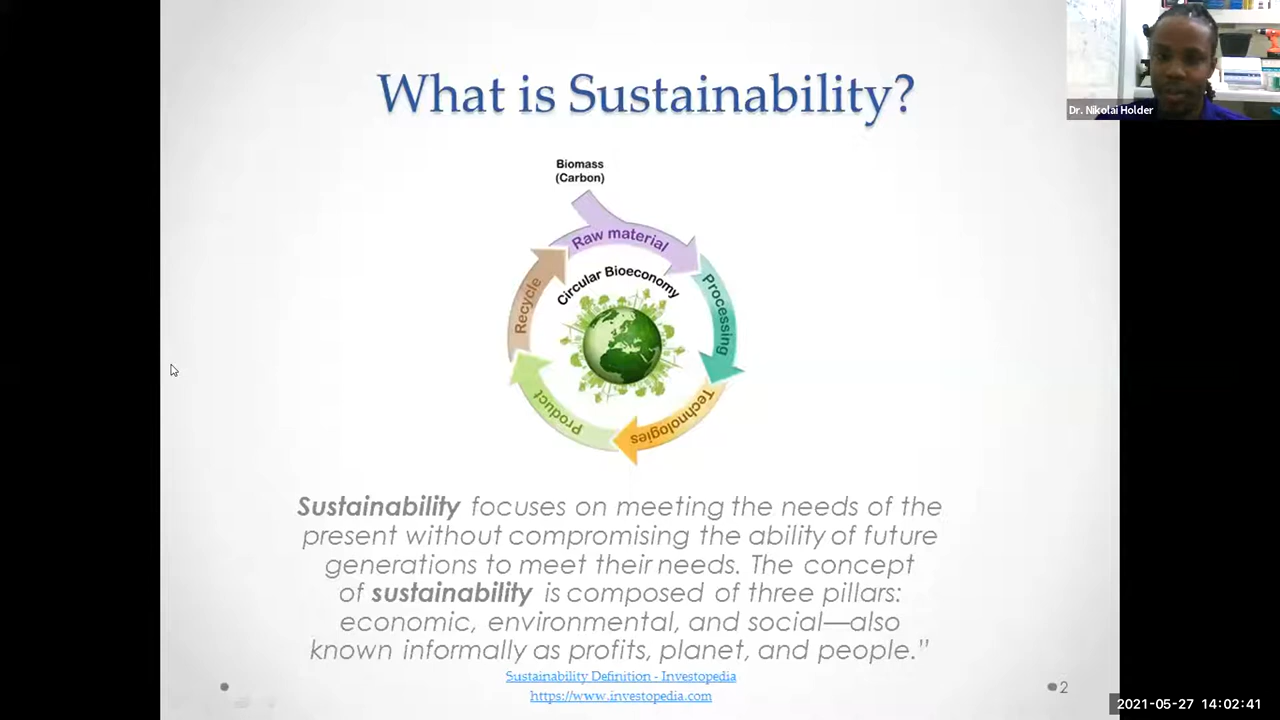 What is Sustainability?
Dr. Nikolai Holder
Biomass
(Carbon)
Raw material
Circular Bioeconomy
Processing
Technologies
Product
Recycle
Sustainability focuses on meeting the needs of the
present without compromising the ability of future
generations to meet their needs. The concept
of sustainability is composed of three pillars:
economic, environmental, and social—also
known informally as profits, planet, and people.”
Sustainability Definition - Investopedia
https://www.investopedia.com
2
2021-05-27 14:02:41